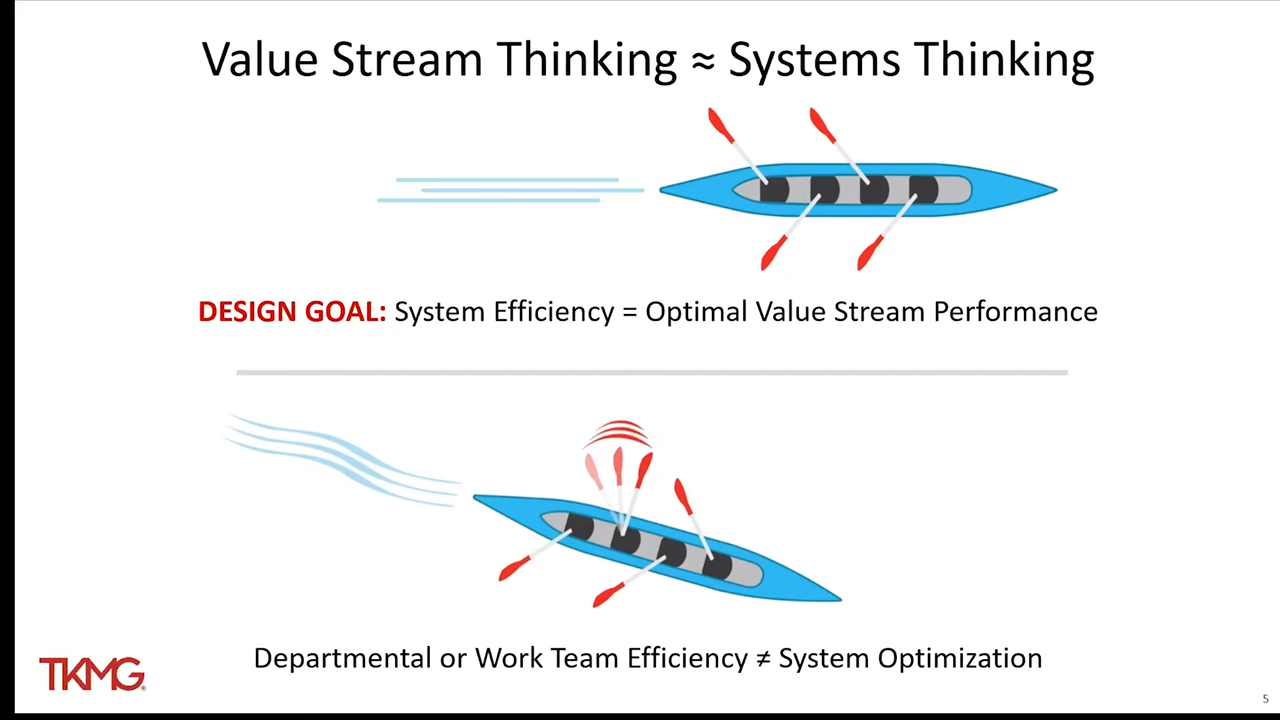 Value Stream Thinking ≈ Systems Thinking
DESIGN GOAL: System Efficiency = Optimal Value Stream Performance
Departmental or Work Team Efficiency ≠ System Optimization
TKMG®
5